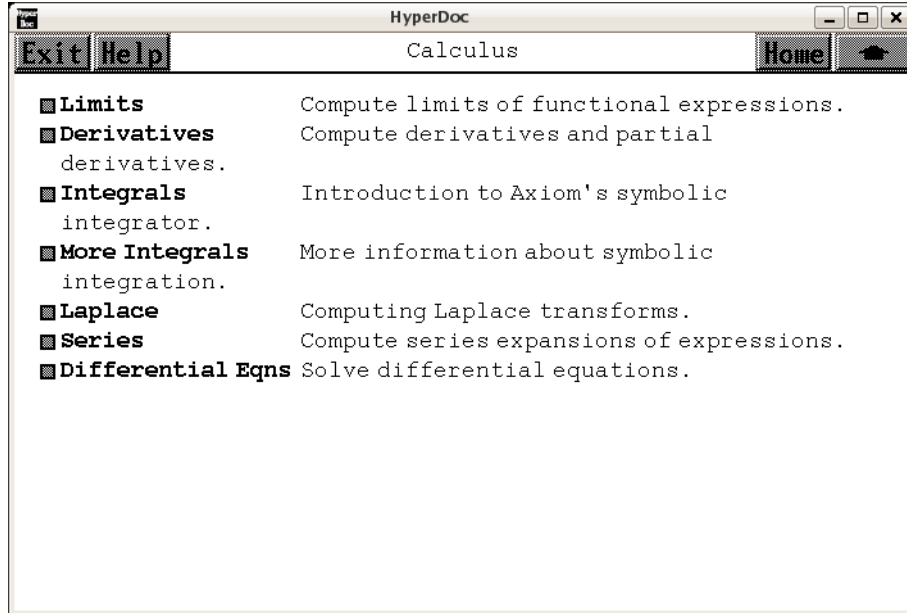 Hyper Doc HyperDoc
Exit Help Calculus Home
Limits Compute limits of functional expressions.
Derivatives Compute derivatives and partial
derivatives.
Integrals Introduction to Axiom's symbolic
integrator.
More Integrals More information about symbolic
integration.
Laplace Computing Laplace transforms.
Series Compute series expansions of expressions.
Differential Eqns Solve differential equations.